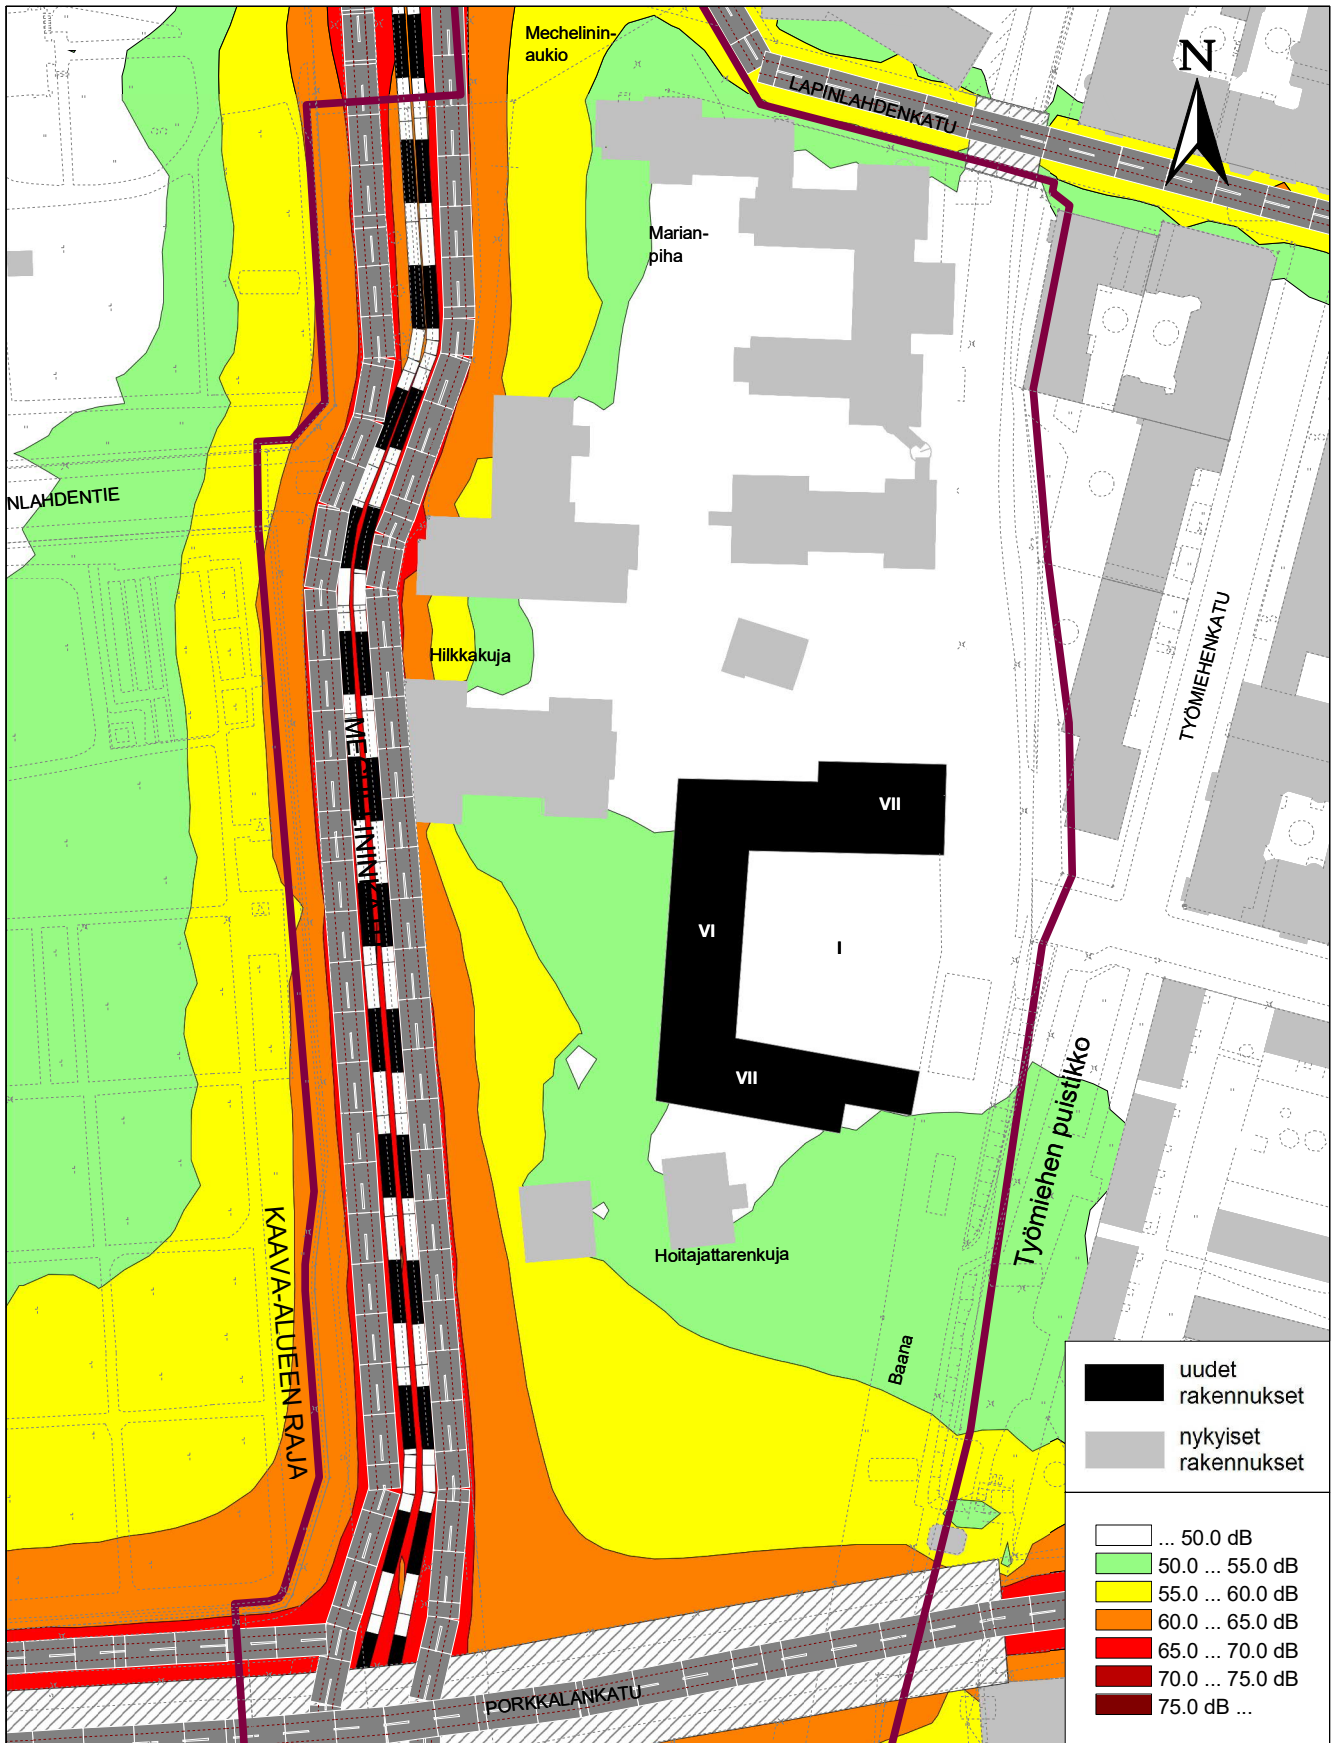 Mechelinin-
aukio
N
LAPINLAHDENKATU
Marian-
piha
NLAHDENTIE
TYÖMIEHENKATU
Hilkkakuja
VII
VI
I
VII
Työmiehen puistikko
KAAVA-ALUEEN RAJA
Hoitajattarenkuja
Baana
uudet
rakennukset
nykyiset
rakennukset
... 50.0 dB
50.0 ... 55.0 dB
55.0 ... 60.0 dB
60.0 ... 65.0 dB
65.0 ... 70.0 dB
70.0 ... 75.0 dB
75.0 dB ...
PORKKALANKATU